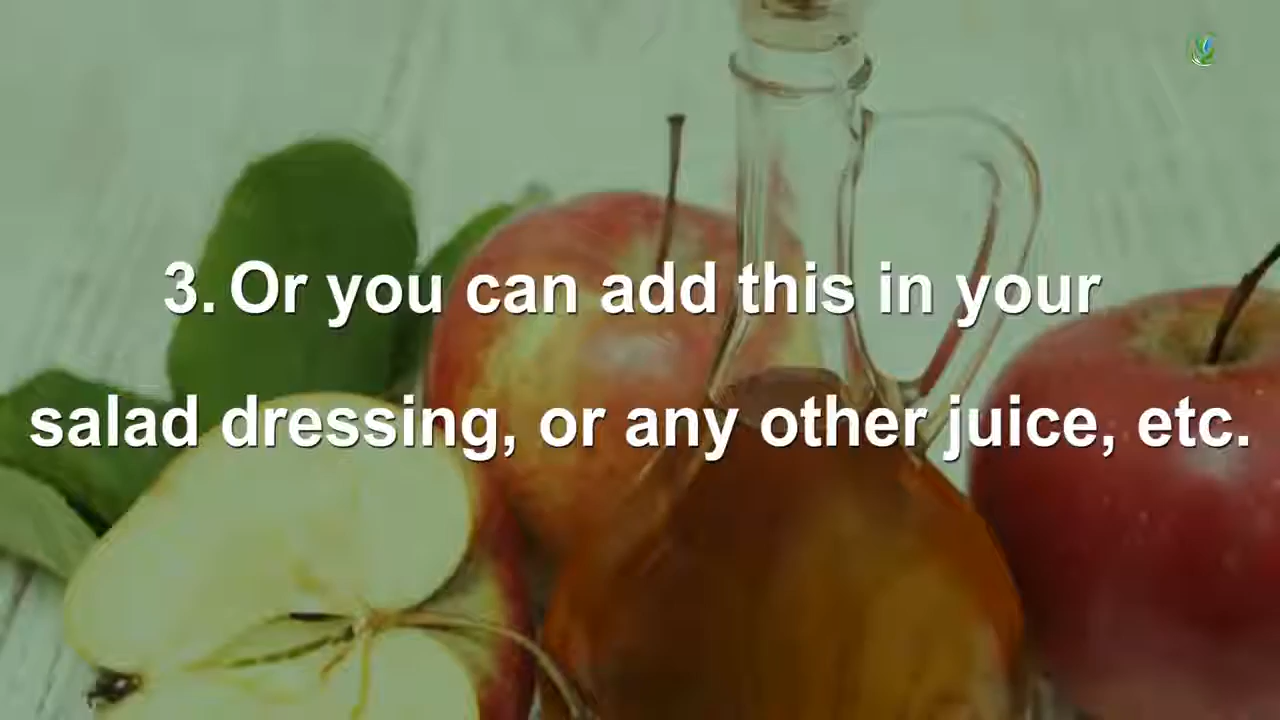 3. Or you can add this in your
salad dressing, or any other juice, etc.